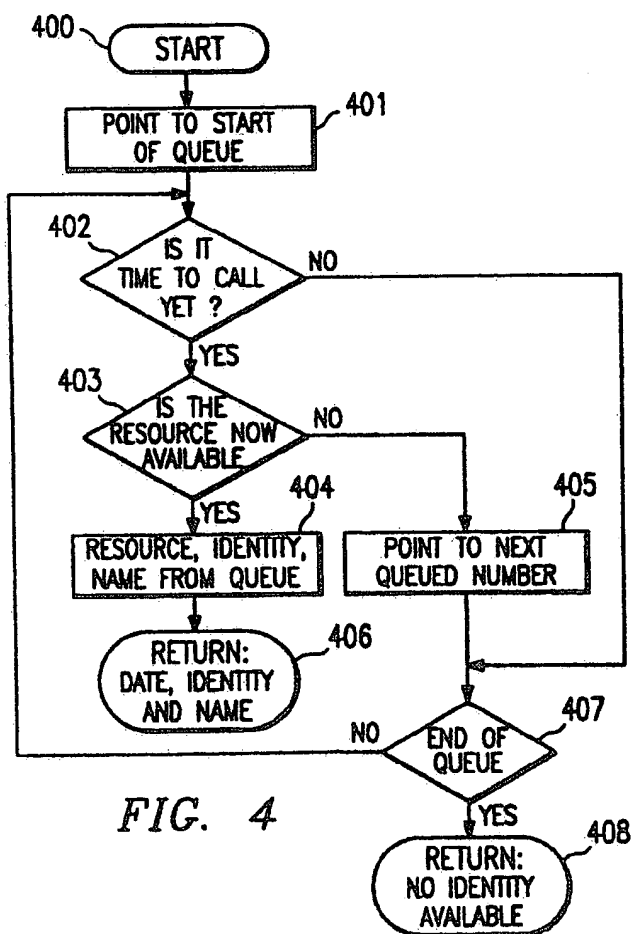 400
START
401
POINT TO START
OF QUEUE
402
IS IT
TIME TO CALL
YET ?
NO
YES
403
IS THE
RESOURCE NOW
AVAILABLE
NO
YES
404
RESOURCE, IDENTITY,
NAME FROM QUEUE
405
POINT TO NEXT
QUEUED NUMBER
RETURN:
DATE, IDENTITY
AND NAME
406
NO
END OF
QUEUE
407
YES
FIG. 4
RETURN:
NO IDENTITY
AVAILABLE
408